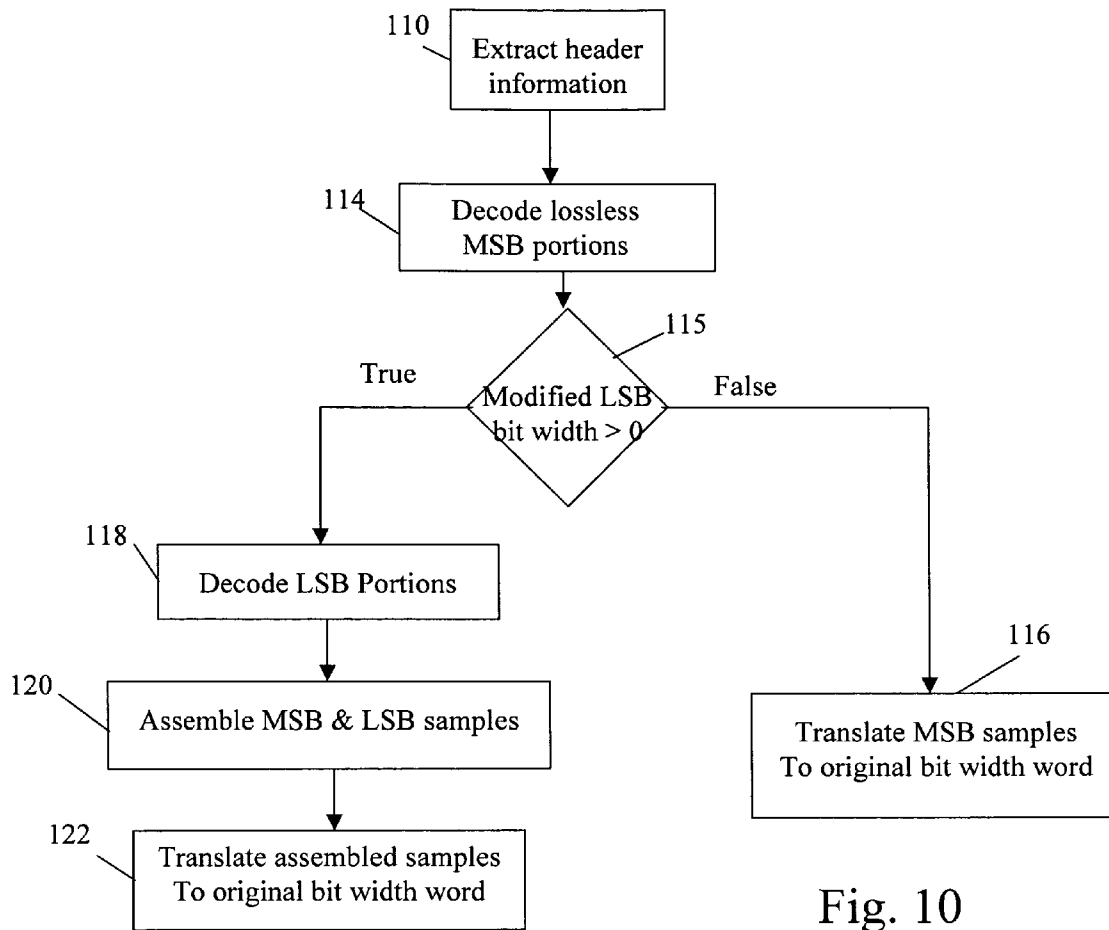 110
Extract header
information
114
Decode lossless
MSB portions
115
True
False
Modified LSB
bit width > 0
118
Decode LSB Portions
120
Assemble MSB & LSB samples
116
Translate MSB samples
To original bit width word
122
Translate assembled samples
To original bit width word
Fig. 10